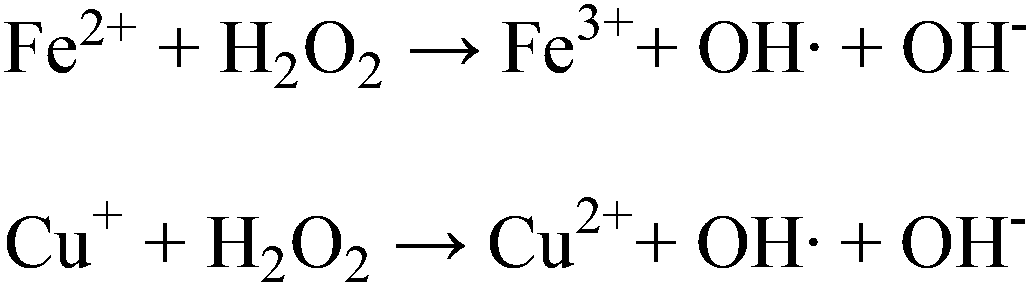 Fe²⁺ + H₂O₂ → Fe³⁺+ OH· + OH⁻
Cu⁺ + H₂O₂ → Cu²⁺+ OH· + OH⁻